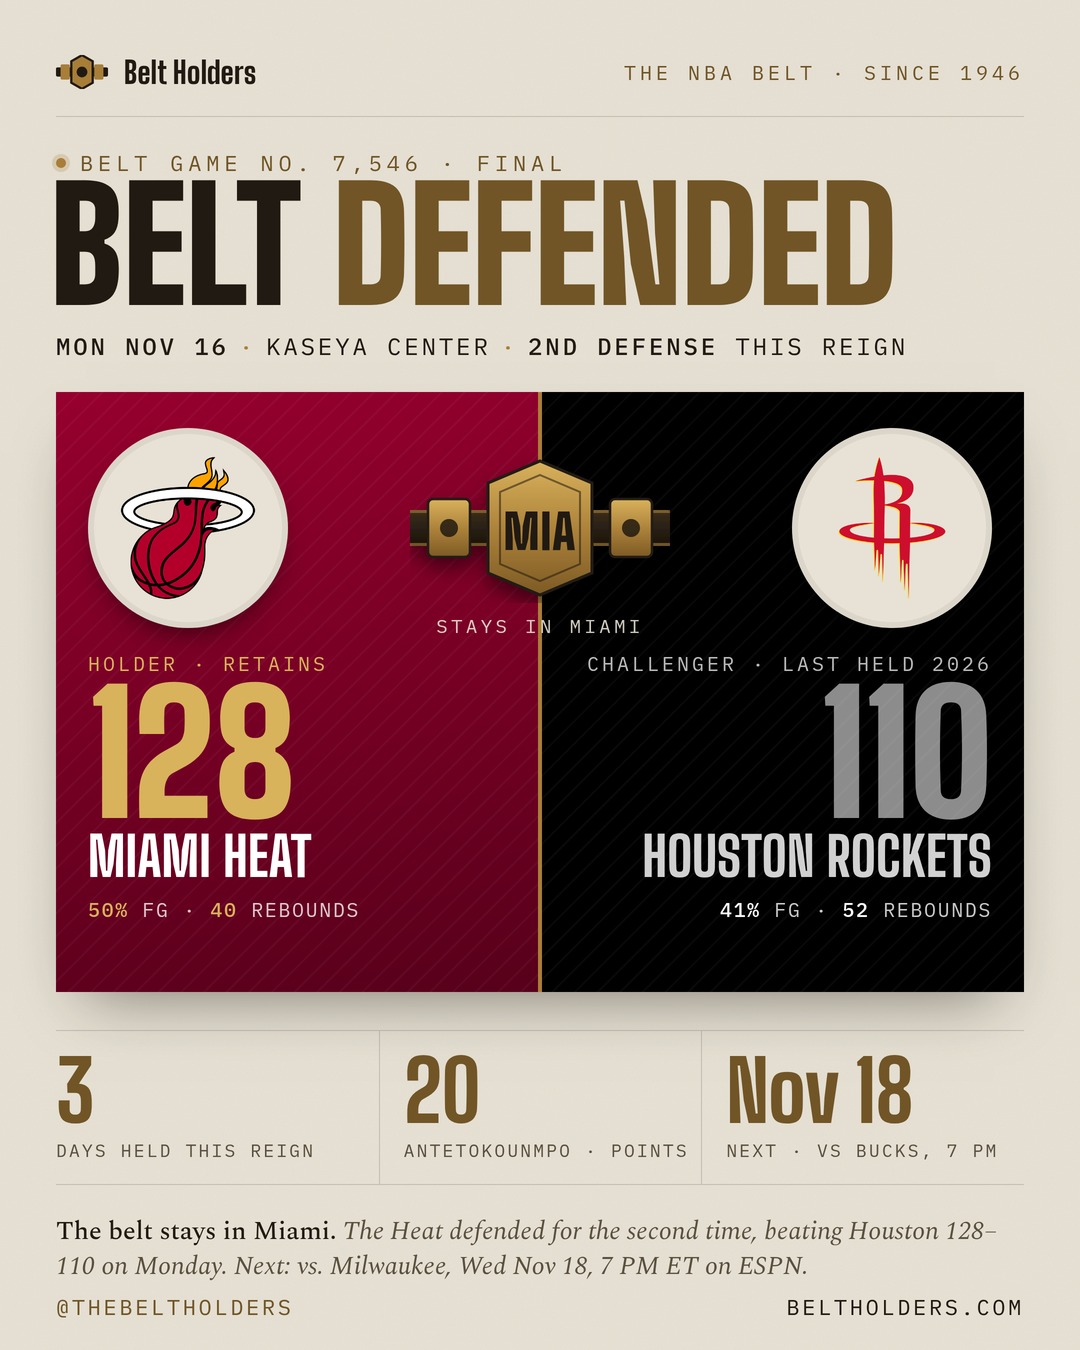 Belt Holders
THE NBA BELT · SINCE 1946
BELT GAME NO. 7,546 · FINAL
BELT DEFENDED
MON NOV 16 · KASEYA CENTER · 2ND DEFENSE THIS REIGN
MIA
STAYS IN MIAMI
HOLDER · RETAINS
128
MIAMI HEAT
50% FG · 40 REBOUNDS
CHALLENGER · LAST HELD 2026
110
HOUSTON ROCKETS
41% FG · 52 REBOUNDS
3
DAYS HELD THIS REIGN
20
ANTETOKOUNMPO · POINTS
Nov 18
NEXT · VS BUCKS, 7 PM
The belt stays in Miami. The Heat defended for the second time, beating Houston 128–
110 on Monday. Next: vs. Milwaukee, Wed Nov 18, 7 PM ET on ESPN.
@THEBELTHOLDERS
BELTHOLDERS.COM